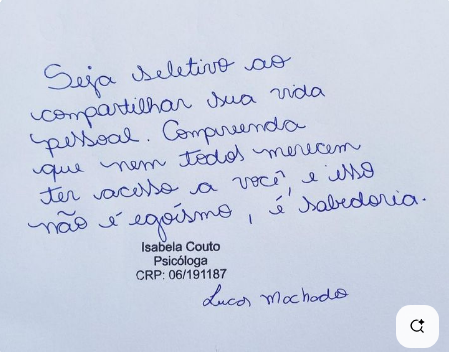 Seja seletivo ao
compartilhar sua vida
pessoal. Compreenda
que nem todos merecem
ter acesso a você, e isso
não é egoísmo, é sabedoria.
Isabela Couto
Psicóloga
CRP: 06/191187
Lucas Machado